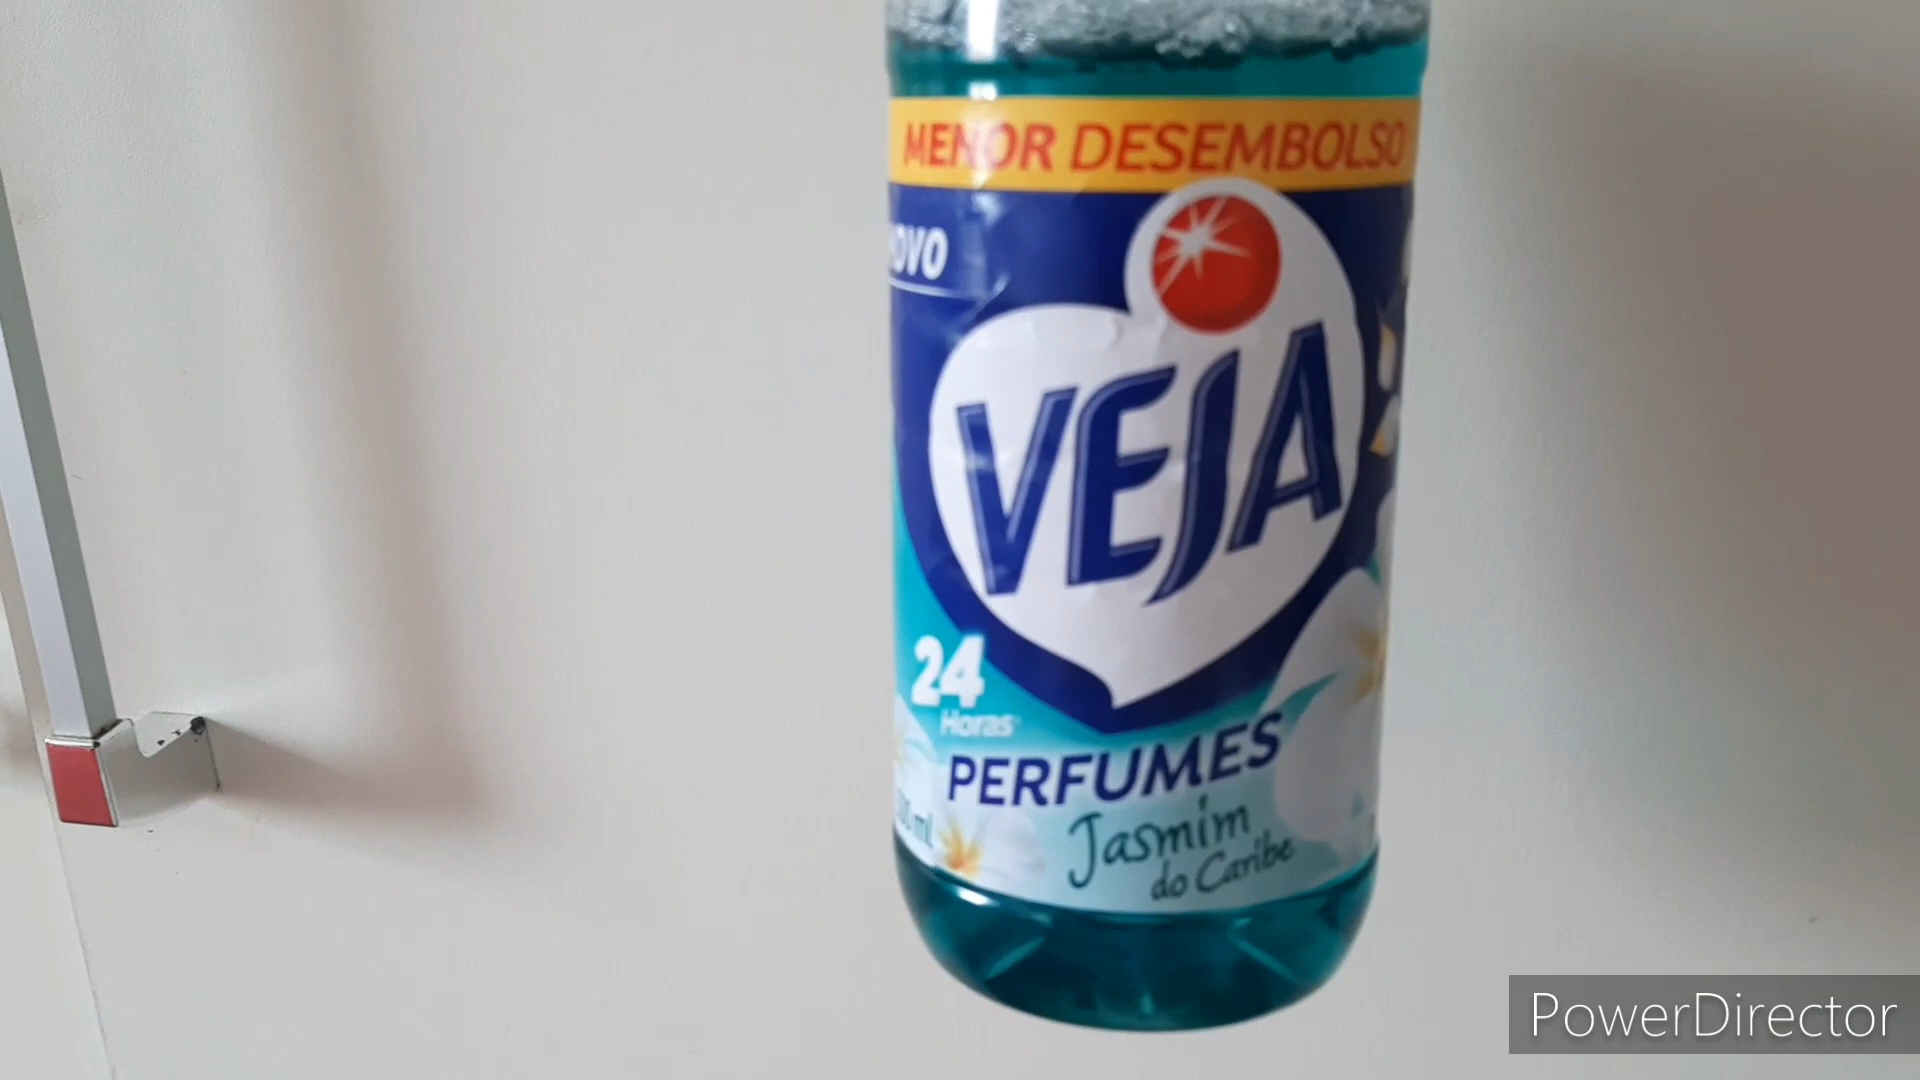 MENOR DESEMBOLSO
VEJA
24
Horas
PERFUMES
Jasmim
do Caribe
PowerDirector